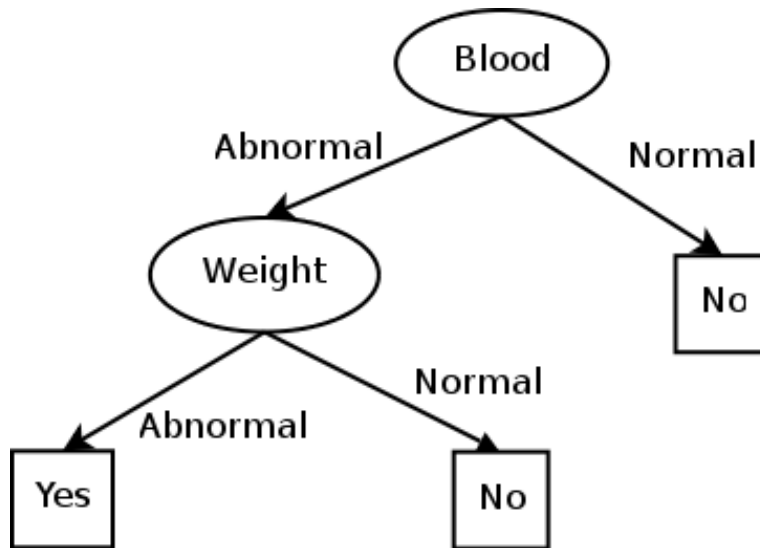 Blood
Abnormal
Normal
Weight
No
Normal
Abnormal
Yes
No